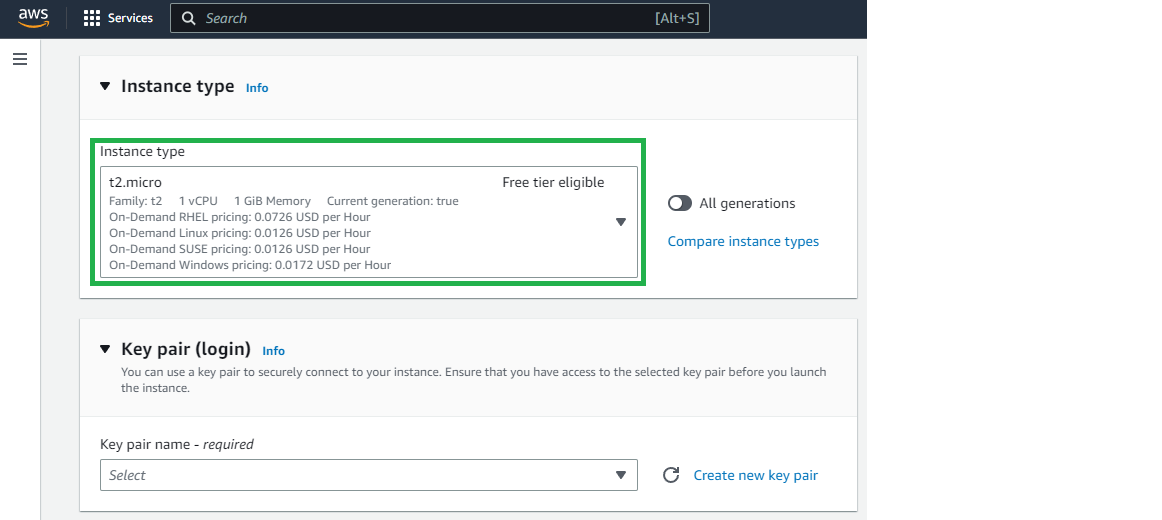 aws
Services
Search [Alt+S]
Instance type Info
Instance type
t2.micro Free tier eligible
Family: t2 1 vCPU 1 GiB Memory Current generation: true
On-Demand RHEL pricing: 0.0726 USD per Hour
On-Demand Linux pricing: 0.0126 USD per Hour
On-Demand SUSE pricing: 0.0126 USD per Hour
On-Demand Windows pricing: 0.0172 USD per Hour
All generations
Compare instance types
Key pair (login) Info
You can use a key pair to securely connect to your instance. Ensure that you have access to the selected key pair before you launch
the instance.
Key pair name - required
Select
Create new key pair